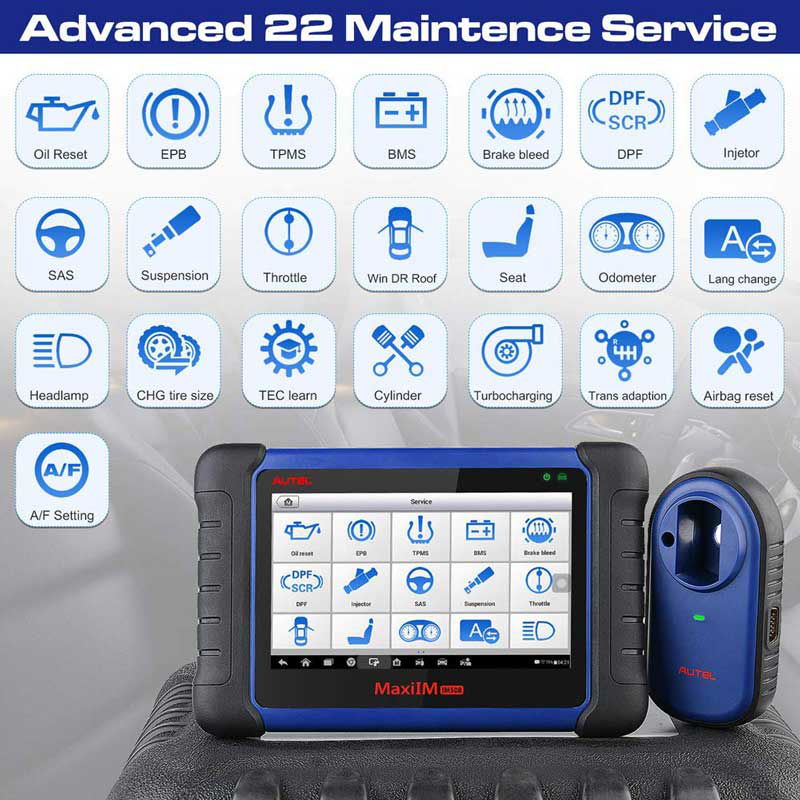 Advanced 22 Maintence Service
Oil Reset
EPB
TPMS
BMS
Brake bleed
DPF
SCR
DPF
Injetor
SAS
Suspension
Throttle
Win DR Roof
Seat
Odometer
A
Lang change
Headlamp
CHG tire size
TEC learn
Cylinder
Turbocharging
R
Trans adaption
Airbag reset
A/F
A/F Setting
AUTEL
Service
Oil reset
EPB
TPMS
BMS
Brake bleed
DPF
SCR
DPF
Injector
SAS
Suspension
Throttle
A
MaxiIM IM508
AUTEL